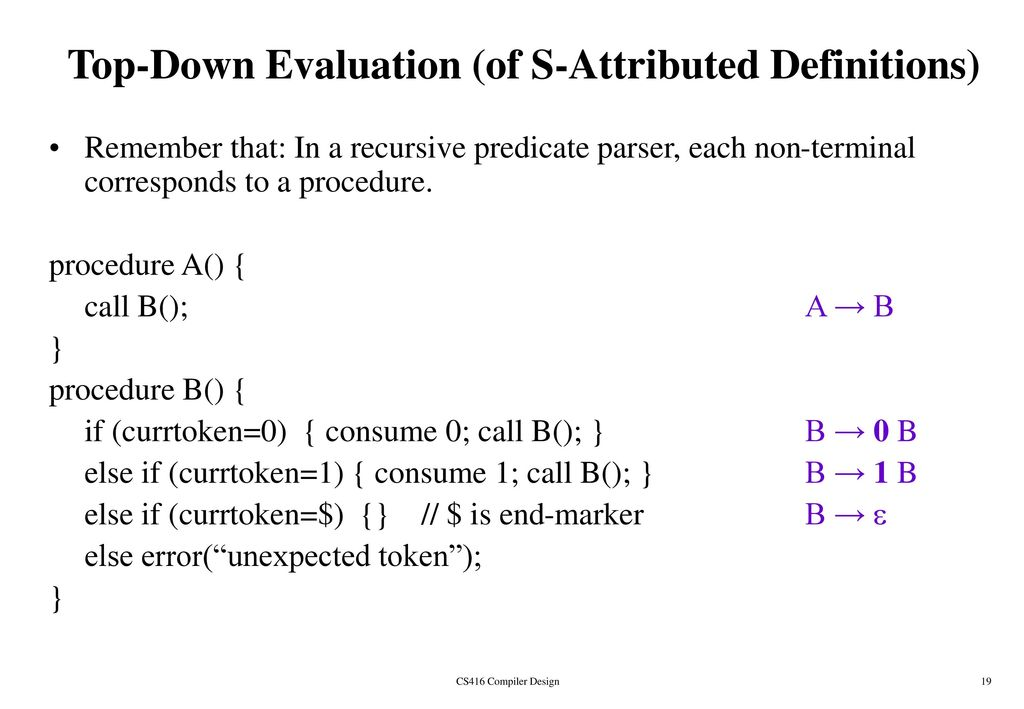 Top-Down Evaluation (of S-Attributed Definitions)
• Remember that: In a recursive predicate parser, each non-terminal
corresponds to a procedure.
procedure A() {
call B(); A → B
}
procedure B() {
if (currtoken=0) { consume 0; call B(); } B → 0 B
else if (currtoken=1) { consume 1; call B(); } B → 1 B
else if (currtoken=$) {} // $ is end-marker B → ε
else error(“unexpected token”);
}
CS416 Compiler Design 19